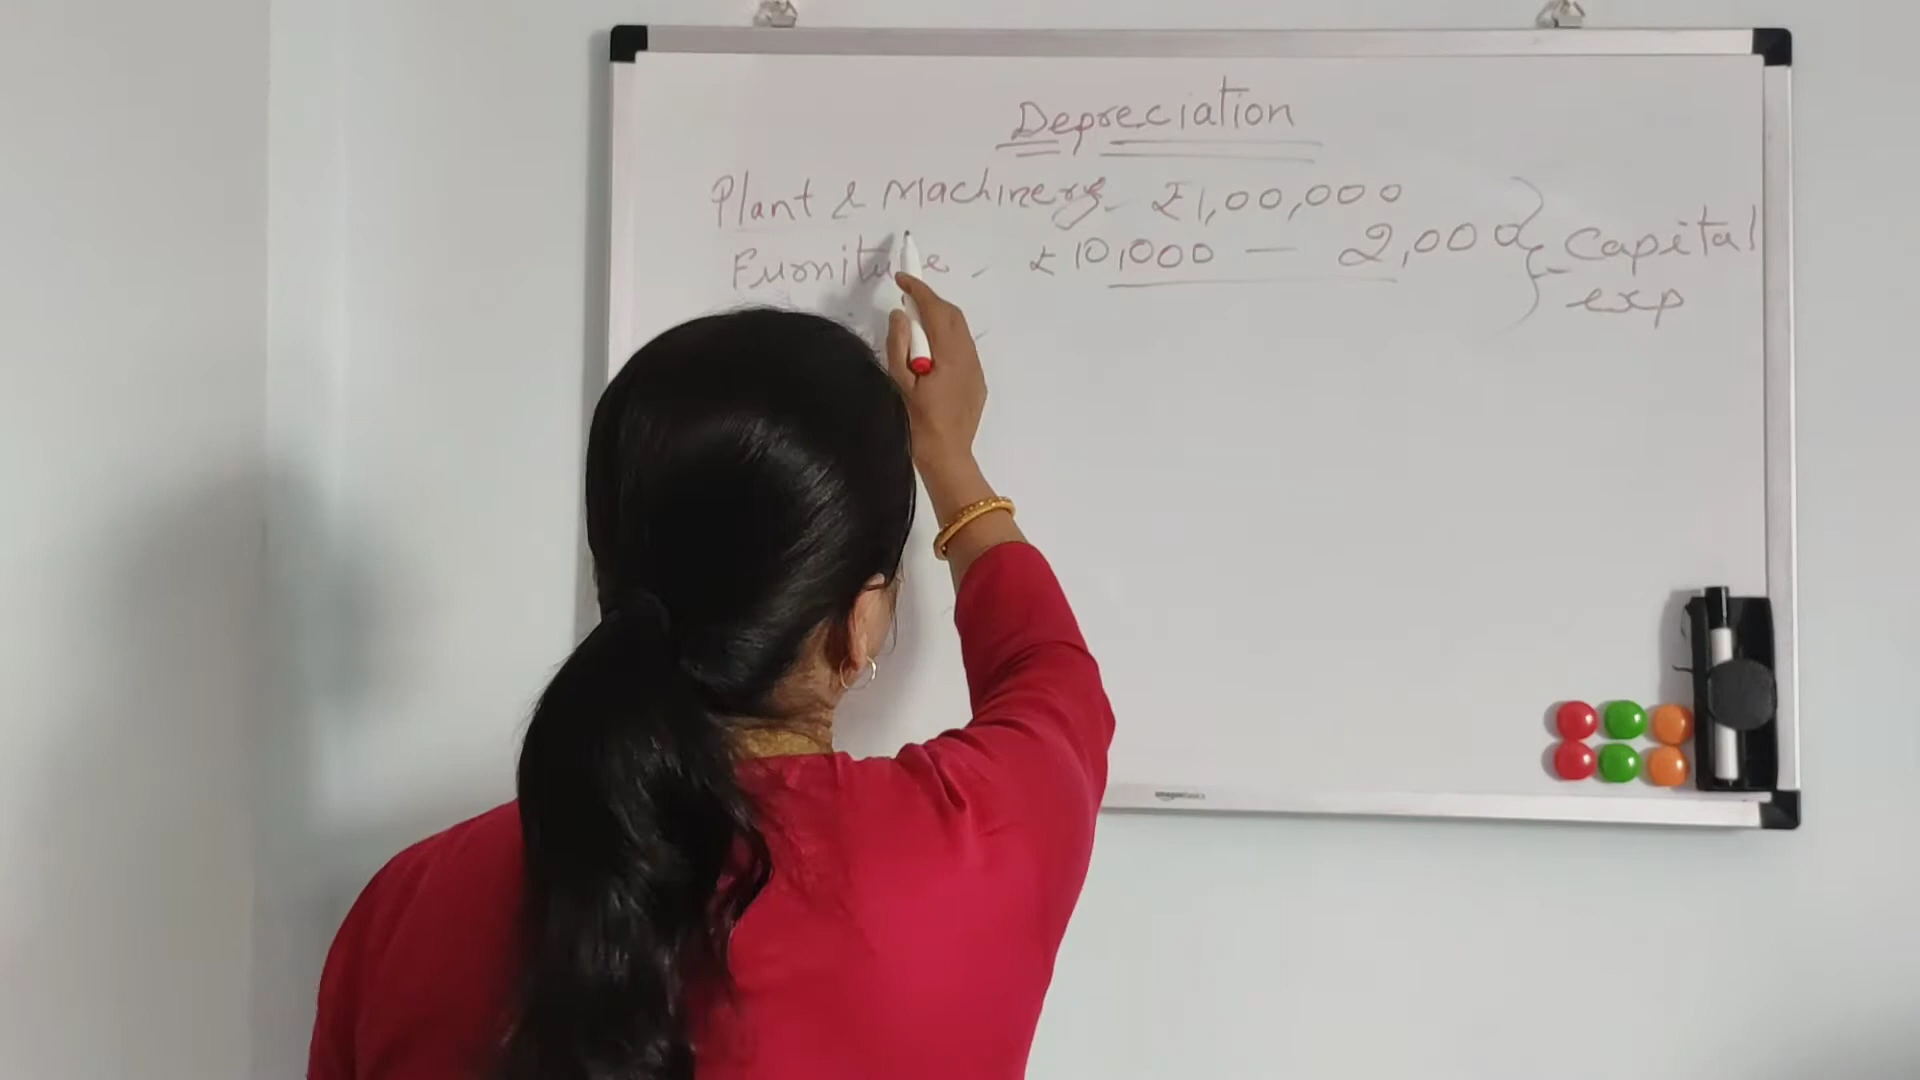 Depreciation
Plant & Machinery - ₹1,00,000
Furniture - ₹10,000 — 2,000 } Capital
exp